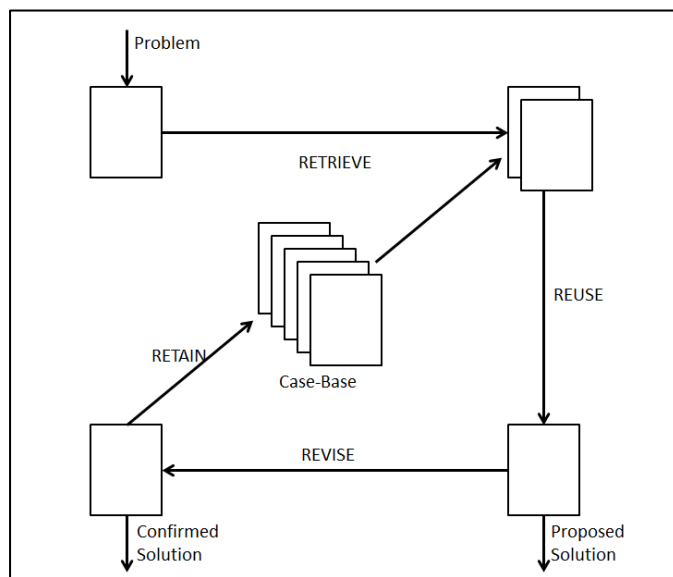 Problem
RETRIEVE
REUSE
RETAIN
Case-Base
REVISE
Confirmed
Solution
Proposed
Solution